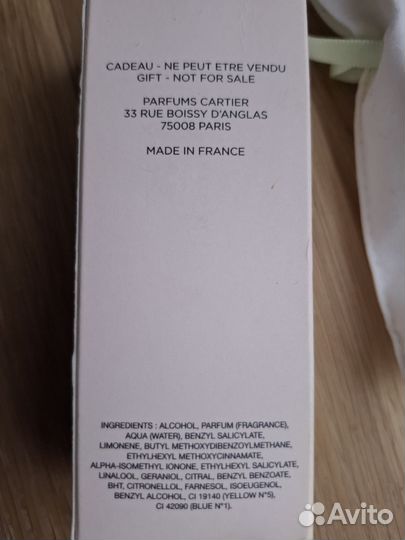 CADEAU - NE PEUT ETRE VENDU
GIFT - NOT FOR SALE
PARFUMS CARTIER
33 RUE BOISSY D'ANGLAS
75008 PARIS
MADE IN FRANCE
INGREDIENTS : ALCOHOL, PARFUM (FRAGRANCE),
AQUA (WATER), BENZYL SALICYLATE,
LIMONENE, BUTYL METHOXYDIBENZOYLMETHANE,
ETHYLHEXYL METHOXYCINNAMATE,
ALPHA-ISOMETHYL IONONE, ETHYLHEXYL SALICYLATE,
LINALOOL, GERANIOL, CITRAL, BENZYL BENZOATE,
BHT, CITRONELLOL, FARNESOL, ISOEUGENOL,
BENZYL ALCOHOL, CI 19140 (YELLOW N°5),
CI 42090 (BLUE N°1).
Avito